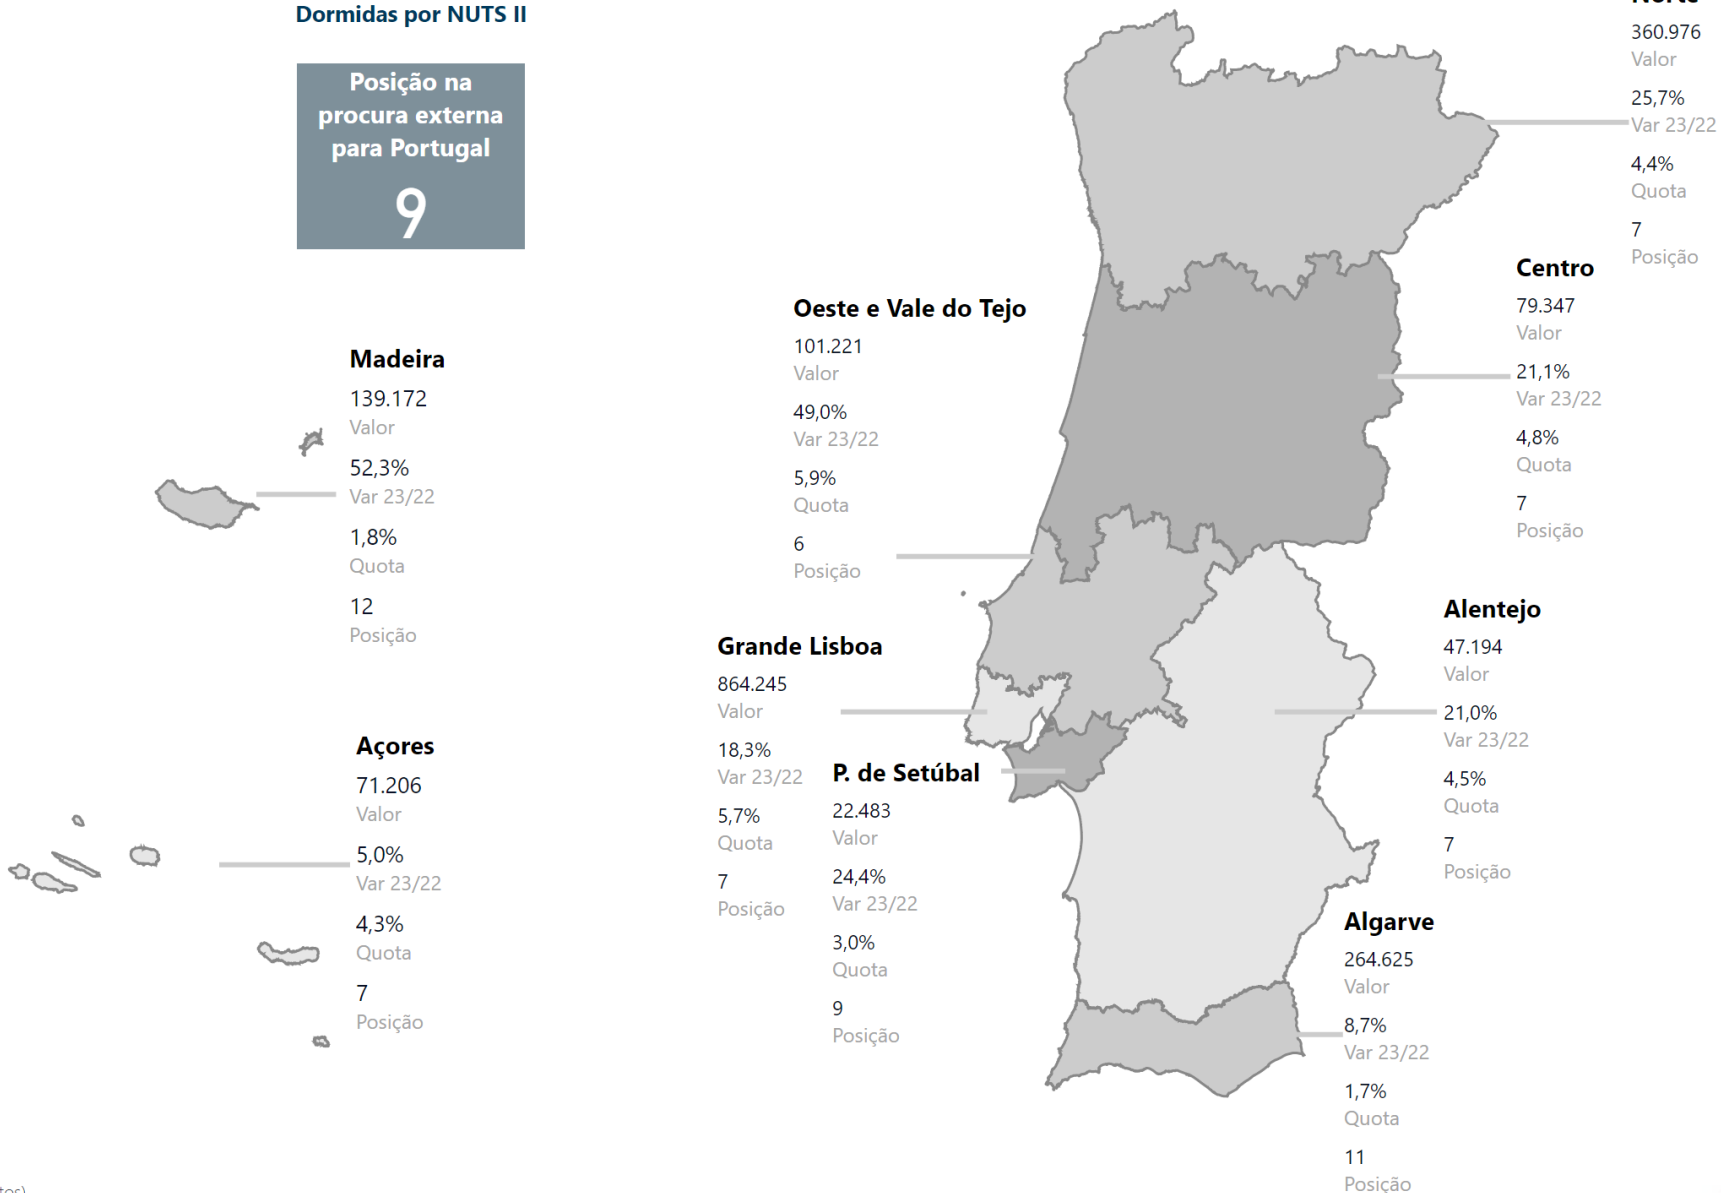 Dormidas por NUTS II
Posição na
procura externa
para Portugal
9
Norte
360.976
Valor
25,7%
Var 23/22
4,4%
Quota
7
Posição
Centro
79.347
Valor
21,1%
Var 23/22
4,8%
Quota
7
Posição
Oeste e Vale do Tejo
101.221
Valor
49,0%
Var 23/22
5,9%
Quota
6
Posição
Madeira
139.172
Valor
52,3%
Var 23/22
1,8%
Quota
12
Posição
Grande Lisboa
864.245
Valor
18,3%
Var 23/22
5,7%
Quota
7
Posição
Alentejo
47.194
Valor
21,0%
Var 23/22
4,5%
Quota
7
Posição
Açores
71.206
Valor
5,0%
Var 23/22
4,3%
Quota
7
Posição
P. de Setúbal
22.483
Valor
24,4%
Var 23/22
3,0%
Quota
9
Posição
Algarve
264.625
Valor
8,7%
Var 23/22
1,7%
Quota
11
Posição